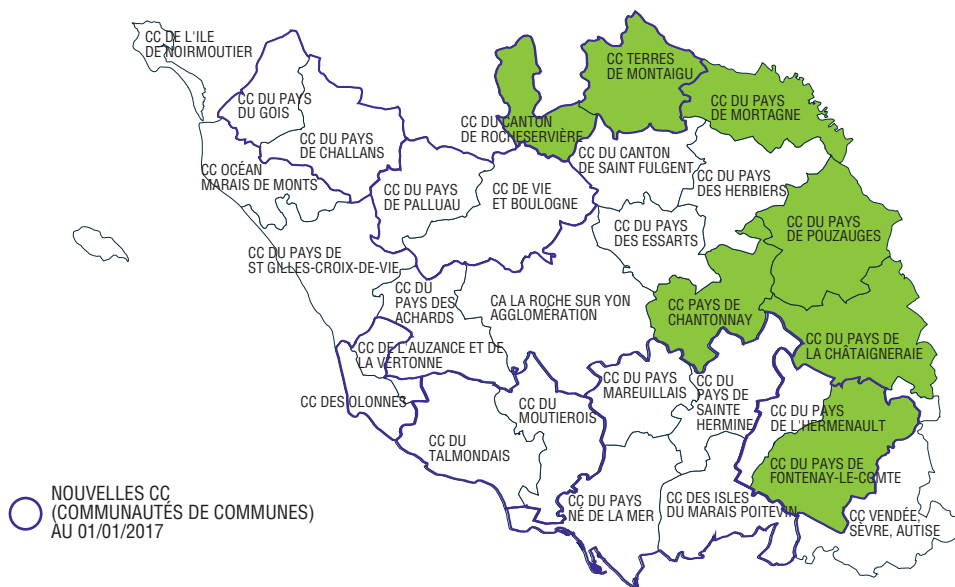 CC DE L'ILE
DE NOIRMOUTIER
CC TERRES
DE MONTAIGU
CC DU PAYS
DU GOIS
CC DU PAYS
DE MORTAGNE
CC DU CANTON
DE ROCHESERVIÈRE
CC DU PAYS
DE CHALLANS
CC DU CANTON
DE SAINT FULGENT
CC OCÉAN
MARAIS DE MONTS
CC DU PAYS
DES HERBIERS
CC DU PAYS
DE PALLUAU
CC DE VIE
ET BOULOGNE
CC DU PAYS
DES ESSARTS
CC DU PAYS
DE POUZAUGES
CC DU PAYS DE
ST GILLES-CROIX-DE-VIE
CC DU
PAYS DES
ACHARDS
CA LA ROCHE SUR YON
AGGLOMÉRATION
CC PAYS DE
CHANTONNAY
CC DU PAYS DE
LA CHÂTAIGNERAIE
CC DE L'AUZANCE ET DE
LA VERTONNE
CC DU PAYS
MAREUILLAIS
CC DU
PAYS DE
SAINTE
HERMINE
CC DES OLONNES
CC DU
MOUTIEROIS
CC DU PAYS
DE L'HERMENAULT
CC DU
TALMONDAIS
CC DU PAYS DE
FONTENAY-LE-COMTE
CC DU PAYS
NÉ DE LA MER
CC DES ISLES
DU MARAIS POITEVIN
CC VENDÉE,
SÈVRE, AUTISE
NOUVELLES CC
(COMMUNAUTÉS DE COMMUNES)
AU 01/01/2017